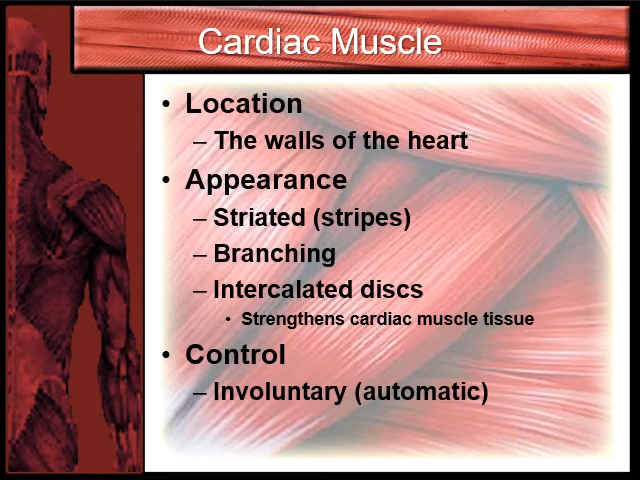 Cardiac Muscle
• Location
– The walls of the heart
• Appearance
– Striated (stripes)
– Branching
– Intercalated discs
• Strengthens cardiac muscle tissue
• Control
– Involuntary (automatic)